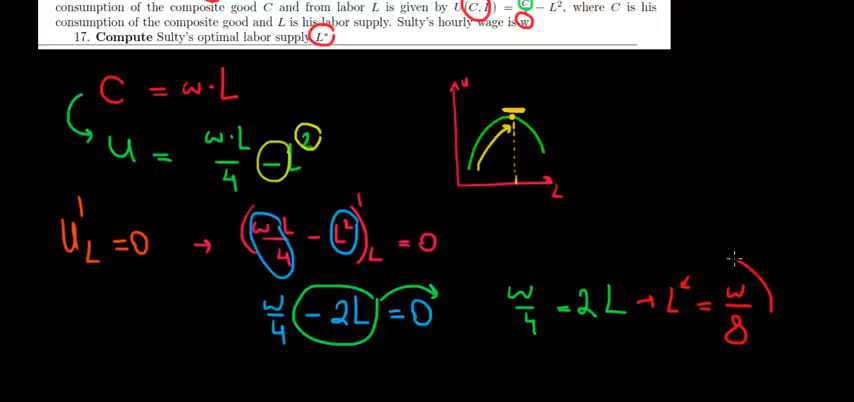 consumption of the composite good C and from labor L is given by U(C, L) = C − L², where C is his
consumption of the composite good and L is his labor supply. Sulty's hourly wage is w.
17. Compute Sulty's optimal labor supply L*
C = w · L
U = w·L/4 − L²
U
L
U'L = 0 → (wL/4 − L²)'L = 0
w/4 − 2L = 0
w/4 = 2L → L* = w/8